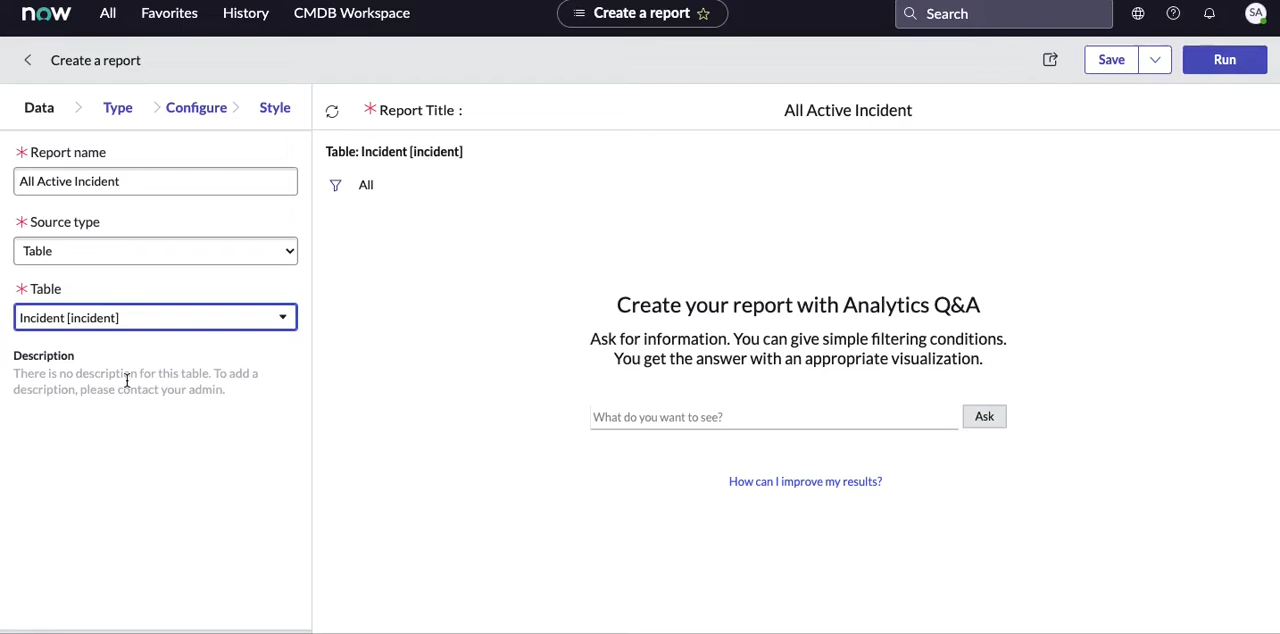 now All Favorites History CMDB Workspace Create a report Search SA
Create a report Save Run
Data Type Configure Style
* Report Title : All Active Incident
* Report name
All Active Incident
Table: Incident [incident]
All
* Source type
Table
* Table
Incident [incident]
Description
There is no description for this table. To add a
description, please contact your admin.
Create your report with Analytics Q&A
Ask for information. You can give simple filtering conditions.
You get the answer with an appropriate visualization.
What do you want to see? Ask
How can I improve my results?